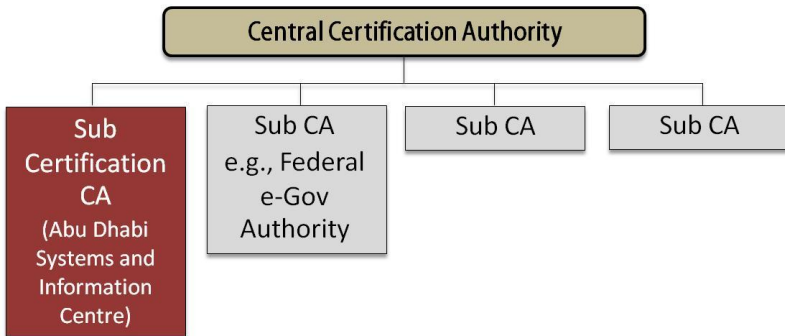 Central Certification Authority
Sub
Certification
CA
(Abu Dhabi
Systems and
Information
Centre)
Sub CA
e.g., Federal
e-Gov
Authority
Sub CA
Sub CA